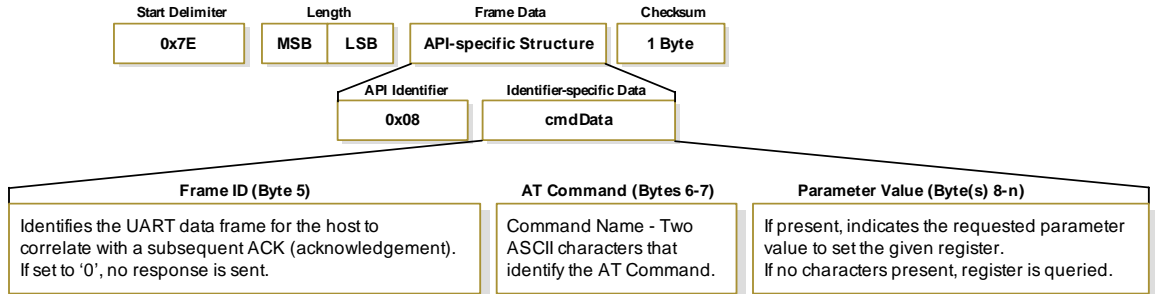 Start Delimiter Length Frame Data Checksum
0x7E MSB LSB API-specific Structure 1 Byte
API Identifier Identifier-specific Data
0x08 cmdData
Frame ID (Byte 5)
Identifies the UART data frame for the host to
correlate with a subsequent ACK (acknowledgement).
If set to ‘0’, no response is sent.
AT Command (Bytes 6-7)
Command Name - Two
ASCII characters that
identify the AT Command.
Parameter Value (Byte(s) 8-n)
If present, indicates the requested parameter
value to set the given register.
If no characters present, register is queried.